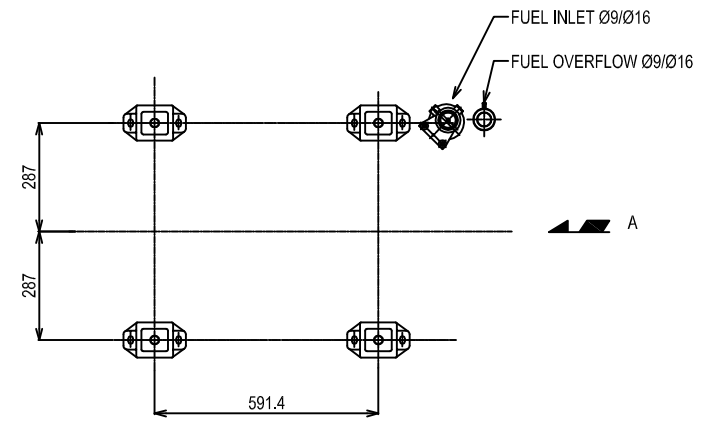 FUEL INLET Ø9/Ø16
FUEL OVERFLOW Ø9/Ø16
287
A
287
591.4